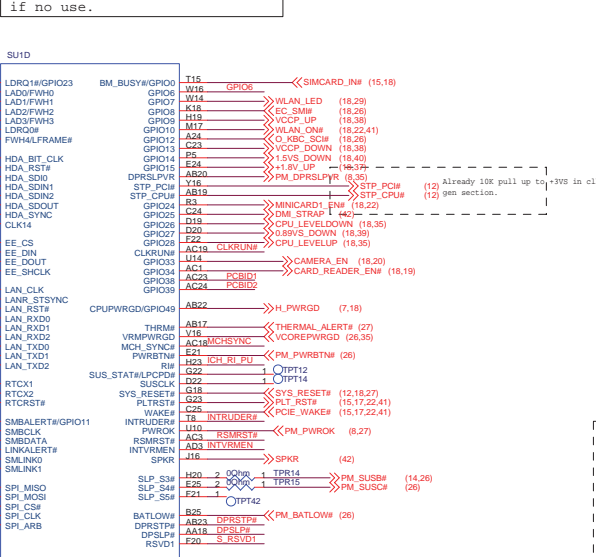 if no use.
SU1D
LDRQ1#/GPIO23 BM_BUSY#/GPIO0 T15 SIMCARD_IN# (15,18)
LAD0/FWH0 GPIO6 W16 GPIO6
LAD1/FWH1 GPIO7 W14 WLAN_LED (18,29)
LAD2/FWH2 GPIO8 K18 EC_SMI# (18,26)
LAD3/FWH3 GPIO9 H19 VCCP_UP (18,38)
LDRQ0# GPIO10 M17 WLAN_ON# (18,22,41)
FWH4/LFRAME# GPIO12 A24 O_KBC_SCI# (18,26)
GPIO13 C23 VCCP_DOWN (18,38)
HDA_BIT_CLK GPIO14 P5 1.5VS_DOWN (18,40)
HDA_RST# GPIO15 E24 +1.8V_UP (18,37)
HDA_SDI0 DPRSLPVR AB20 PM_DPRSLPVR (8,35)
HDA_SDIN1 STP_PCI# Y16 STP_PCI# (12) Already 10K pull up to +3VS in cl
HDA_SDIN2 STP_CPU# AB19 STP_CPU# (12) gen section.
HDA_SDOUT GPIO24 R3 MINICARD1_EN# (18,22)
HDA_SYNC GPIO25 C24 DMI_STRAP (42)
CLK14 GPIO26 D19 CPU_LEVELDOWN (18,35)
GPIO27 D20 0.89VS_DOWN (18,39)
EE_CS GPIO28 F22 CPU_LEVELUP (18,35)
EE_DIN CLKRUN# AC19 CLKRUN#
EE_DOUT GPIO33 U14 CAMERA_EN (18,20)
EE_SHCLK GPIO34 AC1 CARD_READER_EN# (18,19)
GPIO38 AC23 PCBID1
LAN_CLK GPIO39 AC24 PCBID2
LANR_STSYNC
LAN_RST# CPUPWRGD/GPIO49 AB22 H_PWRGD (7,18)
LAN_RXD0
LAN_RXD1 THRM# AB17 THERMAL_ALERT# (27)
LAN_RXD2 VRMPWRGD V16 VCOREPWRGD (26,35)
LAN_TXD0 MCH_SYNC# AC18 MCHSYNC
LAN_TXD1 PWRBTN# E21 PM_PWRBTN# (26)
LAN_TXD2 RI# H23 ICH_RI_PU
SUS_STAT#/LPCPD# G22 1 TPT12
RTCX1 SUSCLK D22 1 TPT14
RTCX2 SYS_RESET# G18 SYS_RESET# (12,18,27)
RTCRST# PLTRST# G23 PLT_RST# (15,17,22,41)
WAKE# C25 PCIE_WAKE# (15,17,22,41)
SMBALERT#/GPIO11 INTRUDER# T8 INTRUDER#
SMBCLK PWROK U10 PM_PWROK (8,27)
SMBDATA RSMRST# AC3 RSMRST#
LINKALERT# INTVRMEN AD3 INTVRMEN
SMLINK0 SPKR J16 SPKR (42)
SMLINK1
SLP_S3# H20 2 0Ohm 1 TPR14 PM_SUSB# (14,26)
SPI_MISO SLP_S4# E25 2 0Ohm 1 TPR15 PM_SUSC# (26)
SPI_MOSI SLP_S5# F21 1 TPT42
SPI_CS#
SPI_CLK BATLOW# B25 PM_BATLOW# (26)
SPI_ARB DPRSTP# AB23 DPRSTP#
DPSLP# AA18 DPSLP#
RSVD1 F20 S_RSVD1